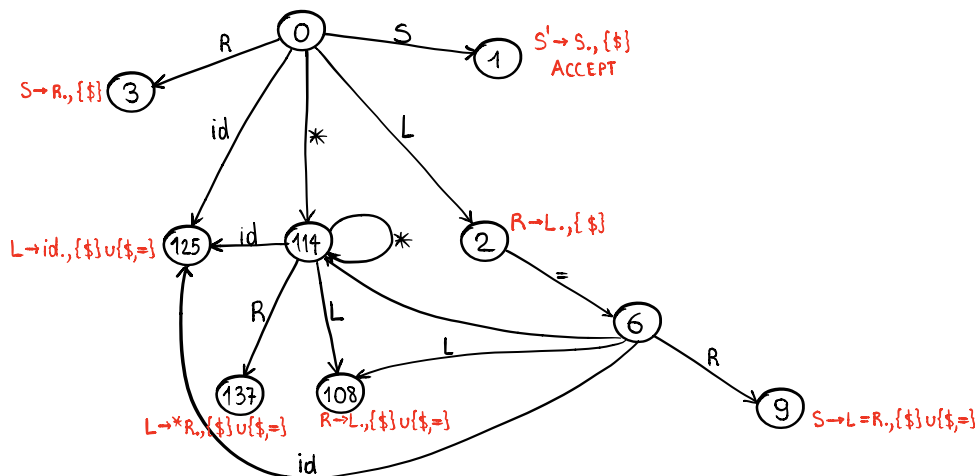 0
S
1
S' → S., {$}
ACCEPT
R
3
S → R., {$}
id
*
L
125
L → id., {$} ∪ {$,=}
id
114
*
2
R → L., {$}
=
6
R
L
L
R
137
L → *R., {$} ∪ {$,=}
108
R → L., {$} ∪ {$,=}
9
S → L = R., {$} ∪ {$,=}
id